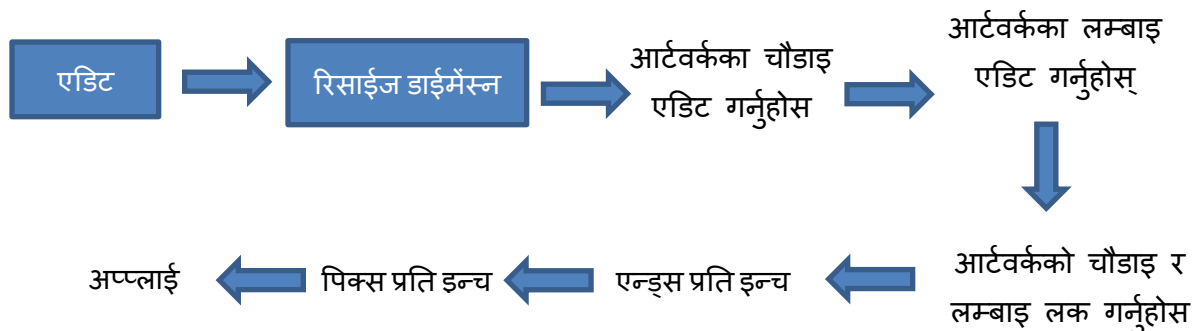 एडिट
रिसाईज डाईमेंस्न
आर्टवर्कका चौडाइ
एडिट गर्नुहोस
आर्टवर्कका लम्बाइ
एडिट गर्नुहोस्
आर्टवर्कको चौडाइ र
लम्बाइ लक गर्नुहोस
एन्ड्स प्रति इन्च
पिक्स प्रति इन्च
अप्प्लाई